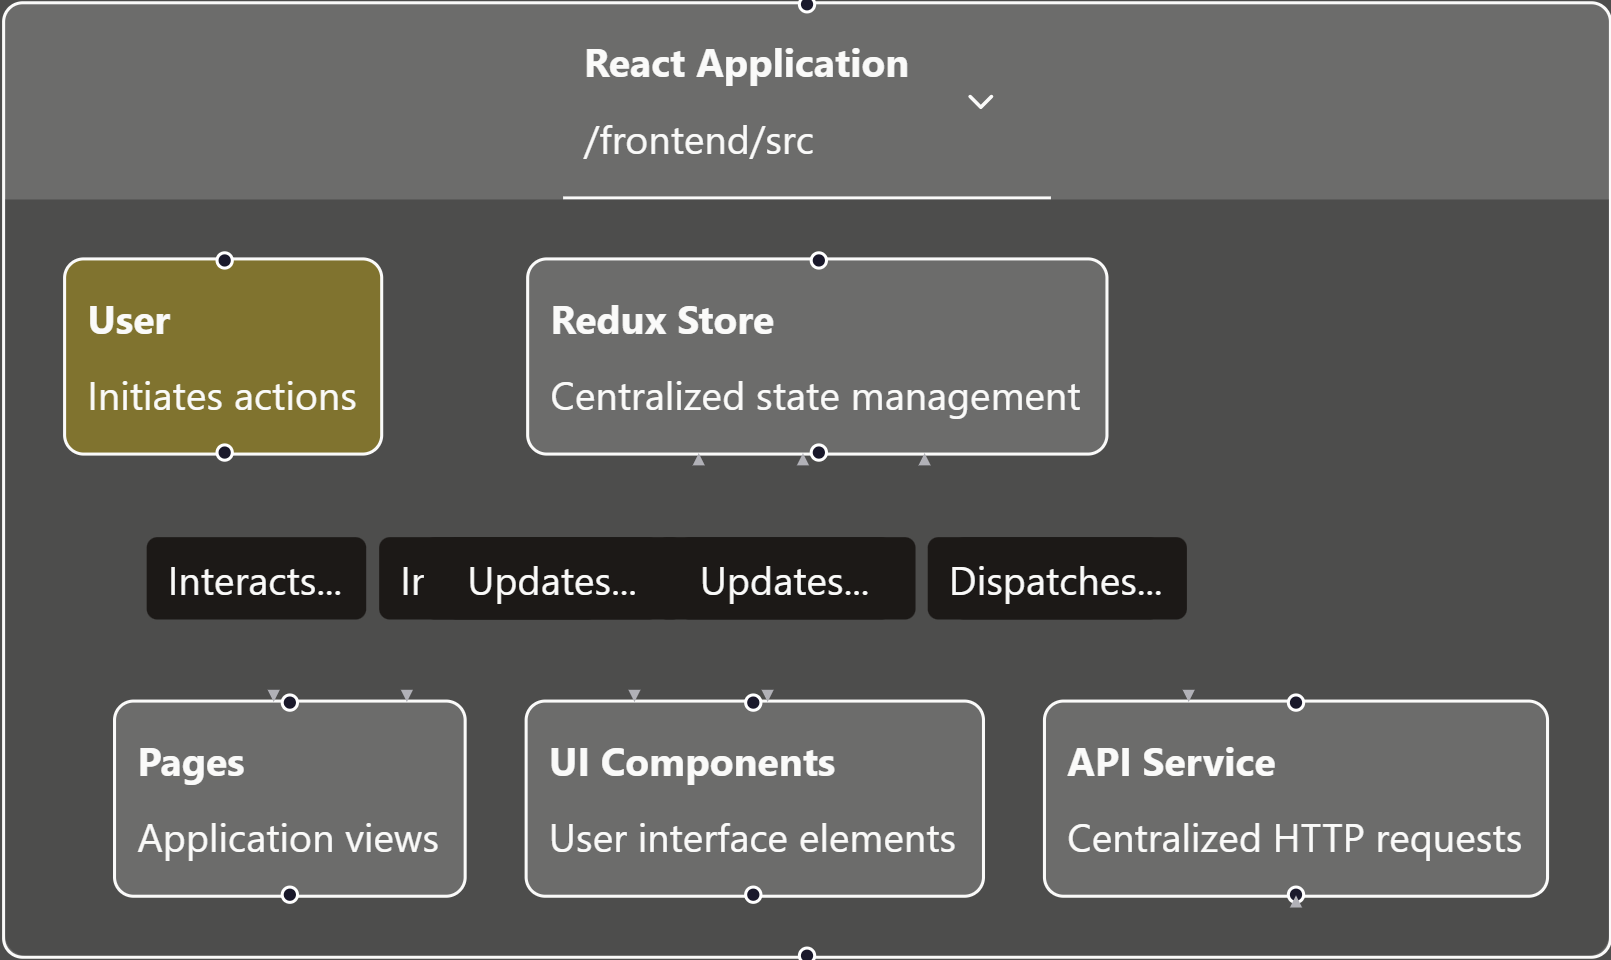 React Application
/frontend/src
User
Initiates actions
Redux Store
Centralized state management
Interacts...
Updates...
Updates...
Dispatches...
Pages
Application views
UI Components
User interface elements
API Service
Centralized HTTP requests